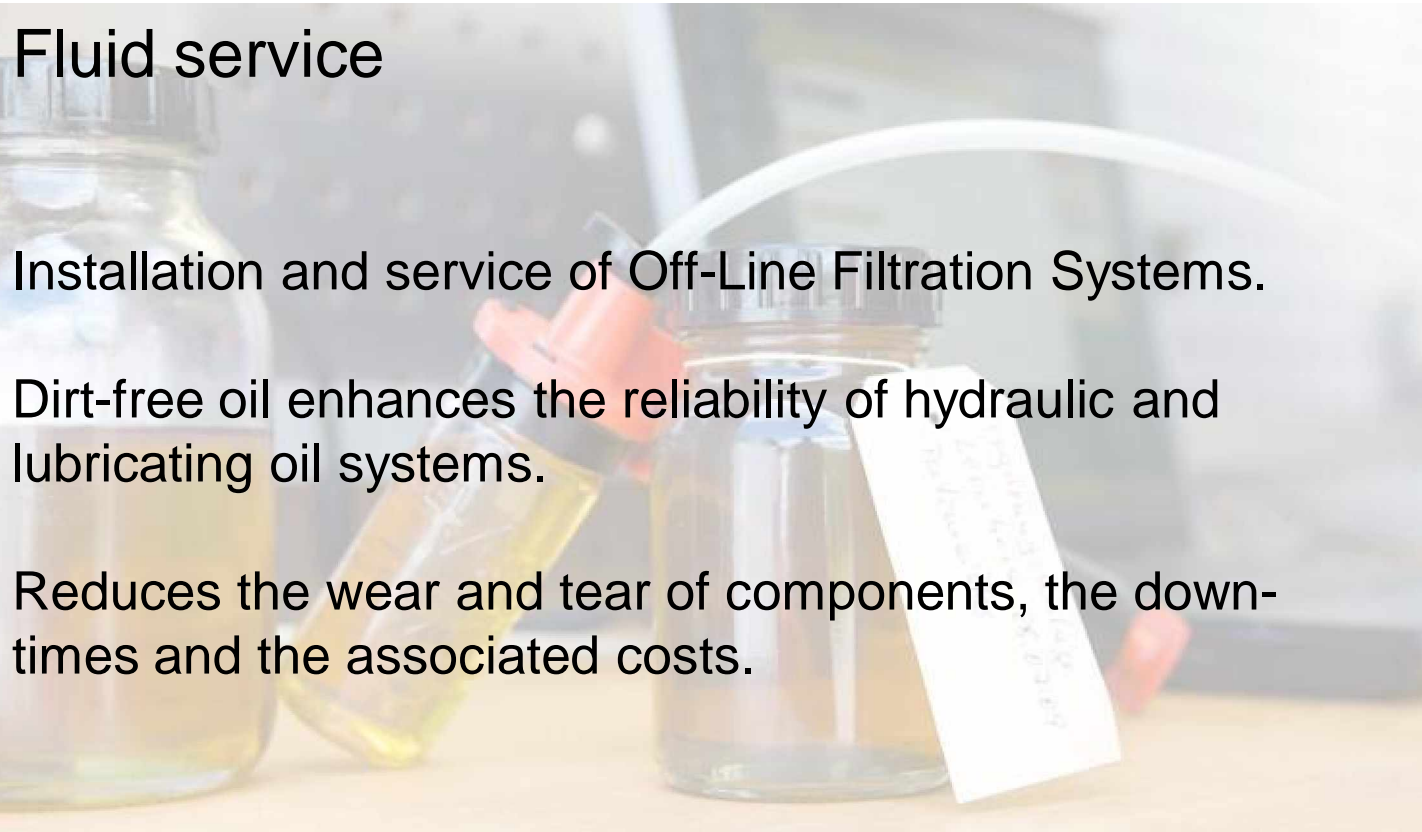 Fluid service
Installation and service of Off-Line Filtration Systems.
Dirt-free oil enhances the reliability of hydraulic and
lubricating oil systems.
Reduces the wear and tear of components, the down-
times and the associated costs.